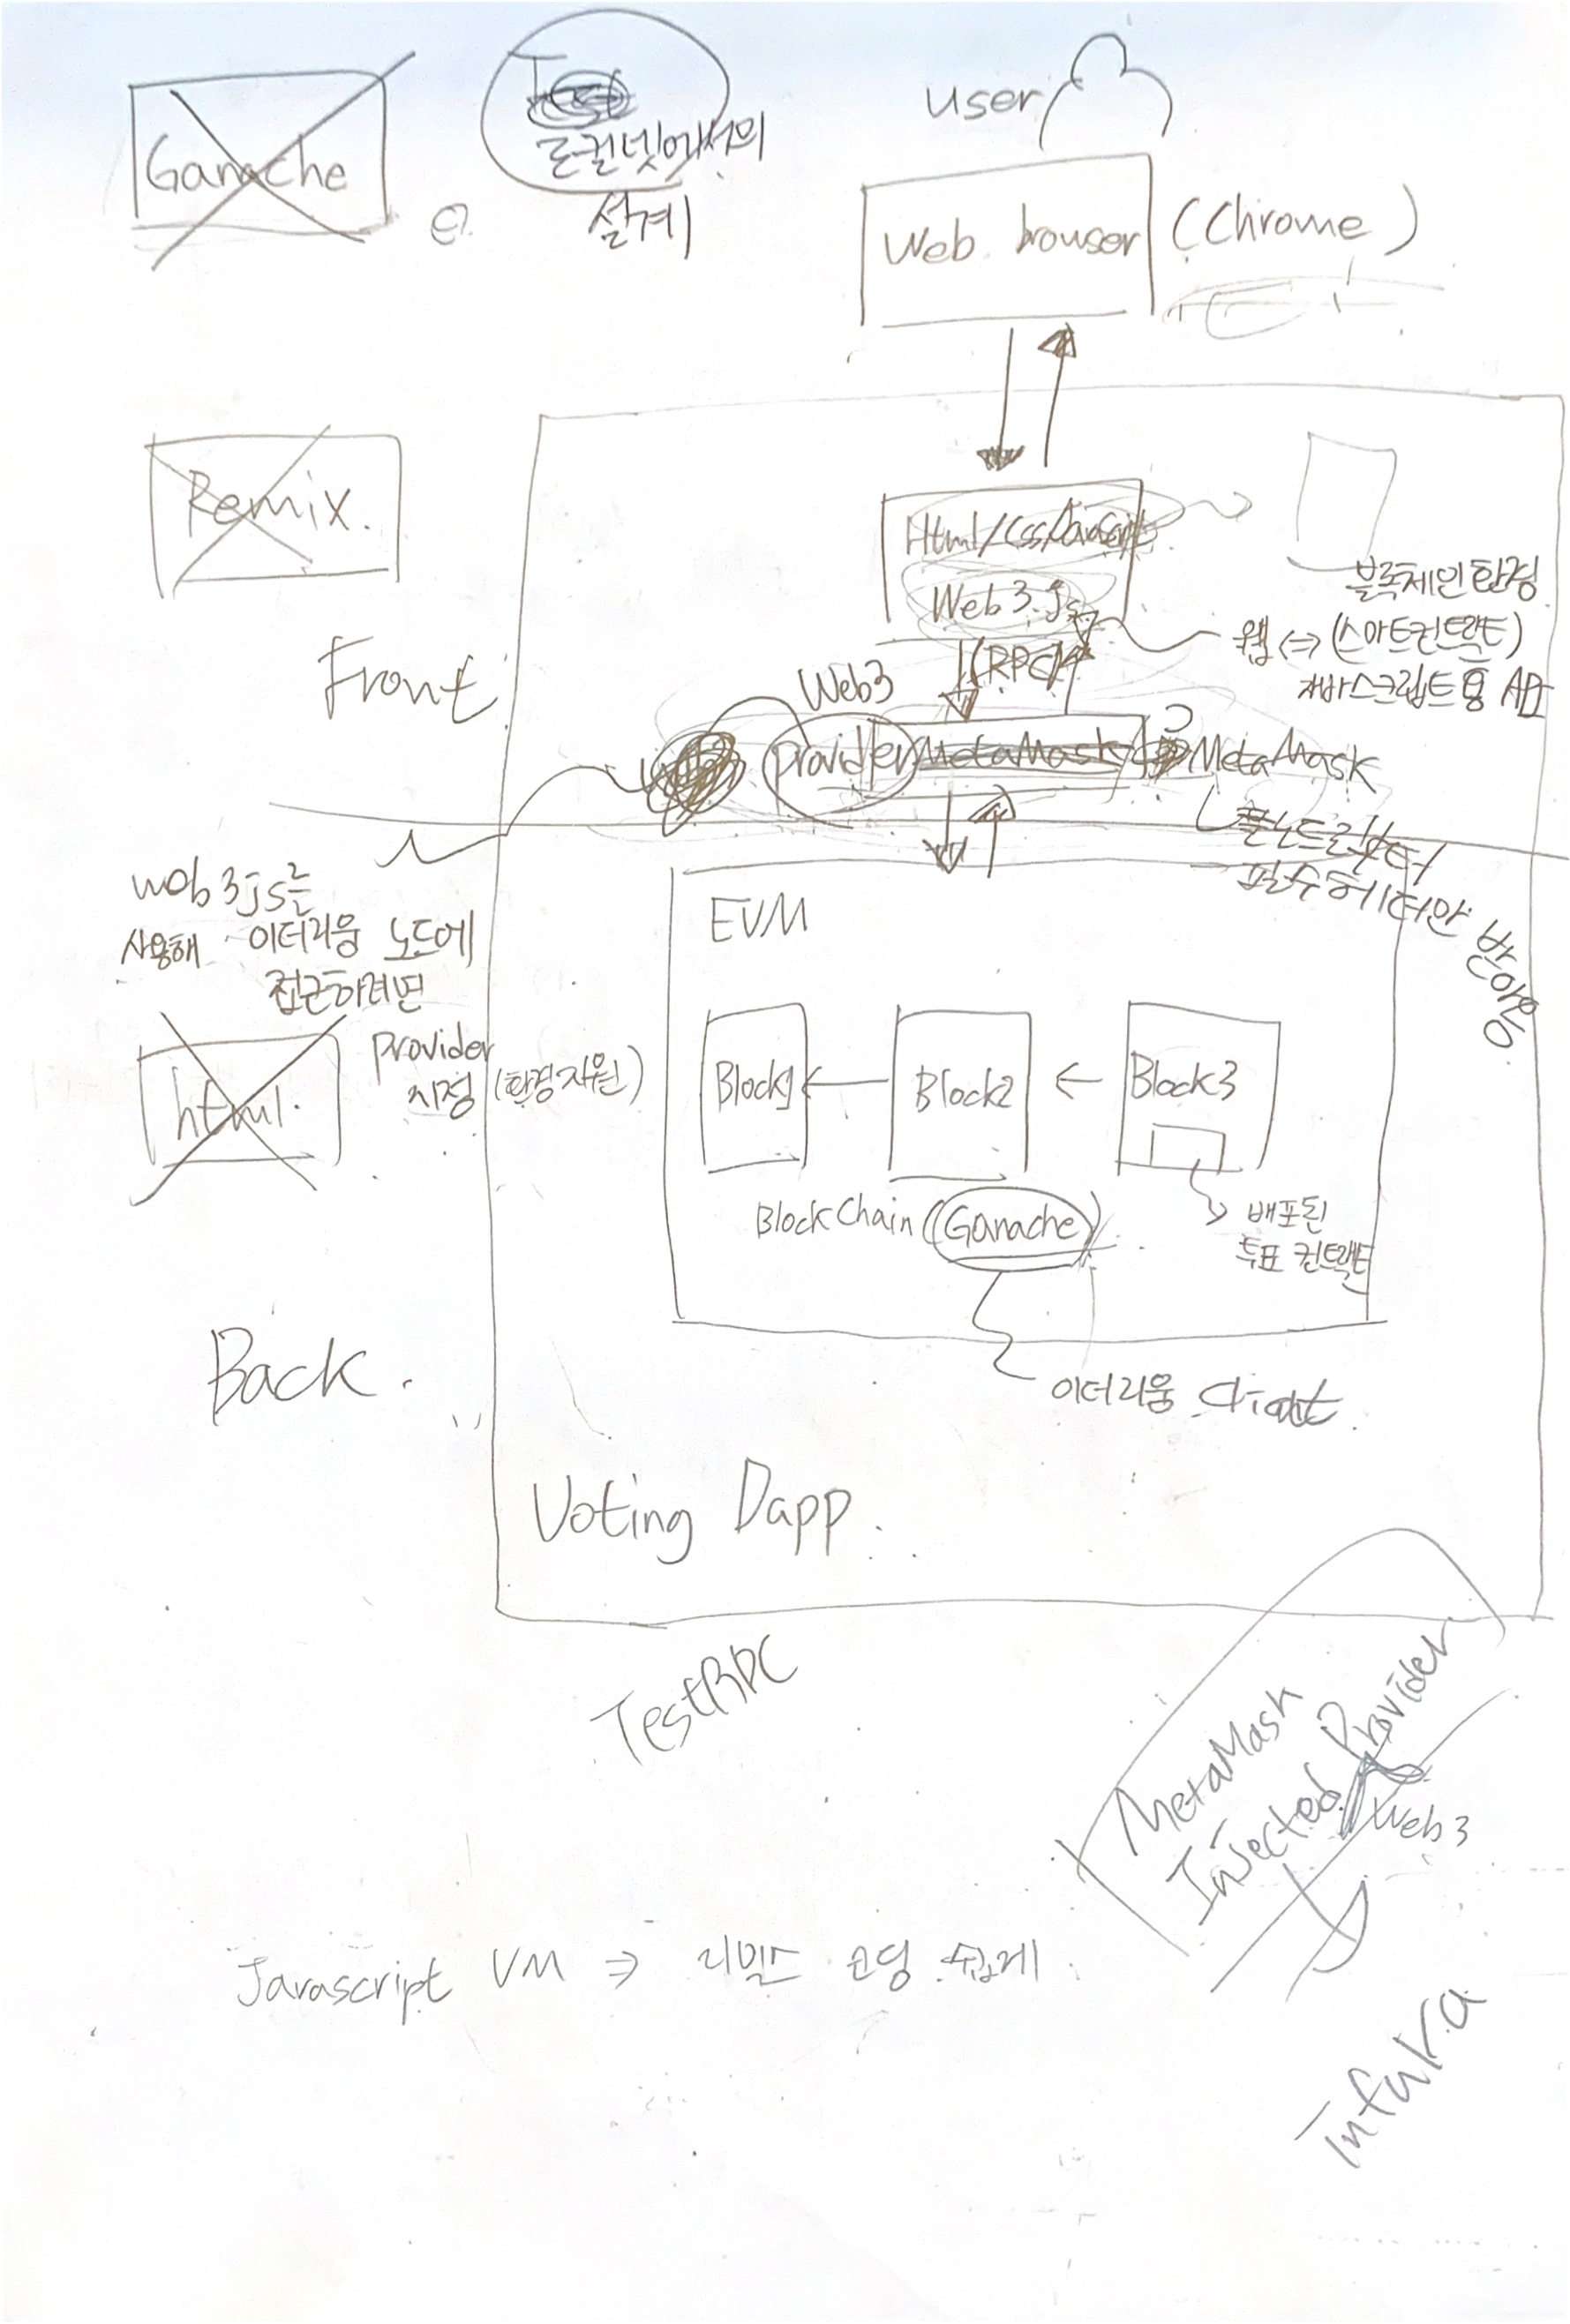 Ganache
로컬넷에서의
설계
user
Web browser (Chrome)
Remix.
Html/Css/JavaScript
Web3.js
블록체인환경
웹 <=> (스마트컨트랙트)
자바스크립트용 API
Front
(RPC)
Web3
provider MetaMask
MetaMask
풀노드로부터
필수헤더만 받아옴.
web3js를
사용해 이더리움 노드에
접근하려면
provider
지정 (환경지원)
html.
EVM
Block1
Block2
Block3
BlockChain (Ganache)
배포된
투표 컨트랙트
이더리움 Client.
Back.
Voting Dapp.
TestRPC
MetaMask
Injected Provider
Web3
Javascript VM => 리믹스 코딩 쉽게.
Infura